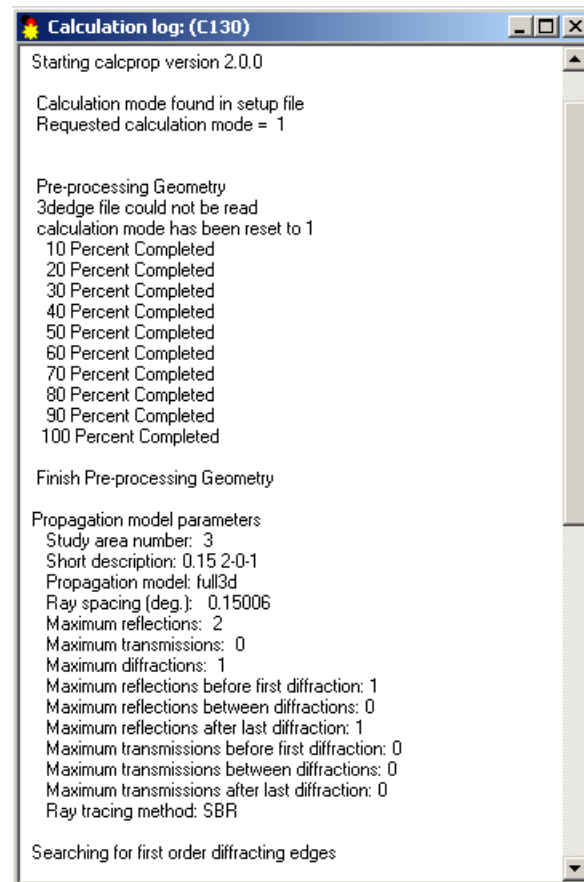 Calculation log: (C130)
Starting calcprop version 2.0.0
Calculation mode found in setup file
Requested calculation mode = 1
Pre-processing Geometry
3dedge file could not be read
calculation mode has been reset to 1
10 Percent Completed
20 Percent Completed
30 Percent Completed
40 Percent Completed
50 Percent Completed
60 Percent Completed
70 Percent Completed
80 Percent Completed
90 Percent Completed
100 Percent Completed
Finish Pre-processing Geometry
Propagation model parameters
Study area number: 3
Short description: 0.15 2-0-1
Propagation model: full3d
Ray spacing (deg.): 0.15006
Maximum reflections: 2
Maximum transmissions: 0
Maximum diffractions: 1
Maximum reflections before first diffraction: 1
Maximum reflections between diffractions: 0
Maximum reflections after last diffraction: 1
Maximum transmissions before first diffraction: 0
Maximum transmissions between diffractions: 0
Maximum transmissions after last diffraction: 0
Ray tracing method: SBR
Searching for first order diffracting edges